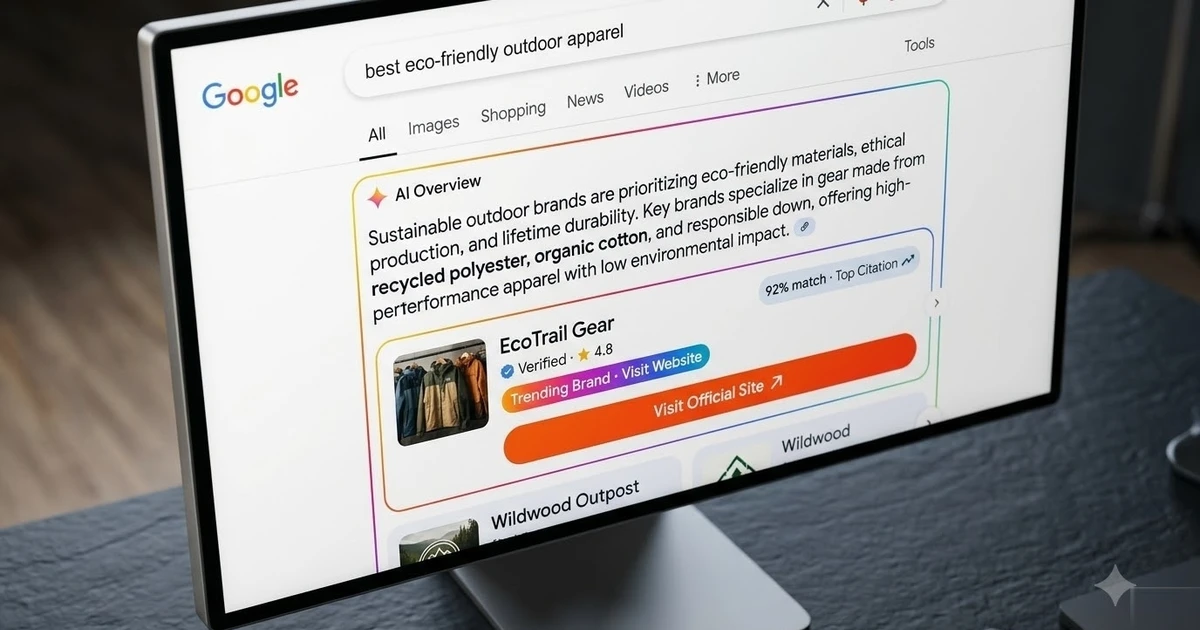 Google
best eco-friendly outdoor apparel
All Images Shopping News Videos More
Tools
AI Overview
Sustainable outdoor brands are prioritizing eco-friendly materials, ethical
production, and lifetime durability. Key brands specialize in gear made from
recycled polyester, organic cotton, and responsible down, offering high-
perterformance apparel with low environmental impact.
92% match · Top Citation
EcoTrail Gear
Verified · 4.8
Trending Brand · Visit Website
Visit Official Site
Wildwood
Wildwood Outpost